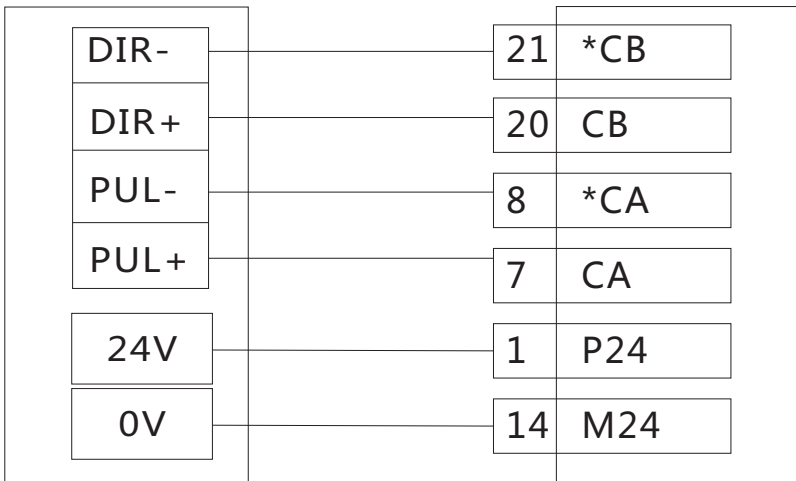 DIR- 21 *CB
DIR+ 20 CB
PUL- 8 *CA
PUL+ 7 CA
24V 1 P24
0V 14 M24